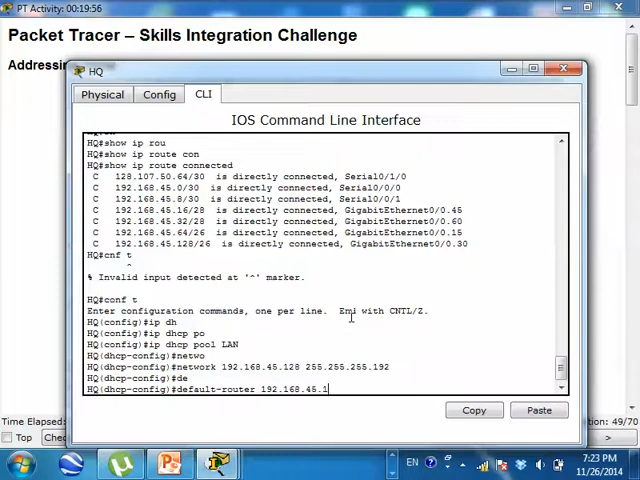 PT Activity: 00:19:56
Packet Tracer – Skills Integration Challenge
Addressin
HQ
Physical
Config
CLI
IOS Command Line Interface
HQ#show ip rou
HQ#show ip route con
HQ#show ip route connected
C 128.107.50.64/30 is directly connected, Serial0/1/0
C 192.168.45.0/30 is directly connected, Serial0/0/0
C 192.168.45.8/30 is directly connected, Serial0/0/1
C 192.168.45.16/28 is directly connected, GigabitEthernet0/0.45
C 192.168.45.32/28 is directly connected, GigabitEthernet0/0.60
C 192.168.45.64/26 is directly connected, GigabitEthernet0/0.15
C 192.168.45.128/26 is directly connected, GigabitEthernet0/0.30
HQ#cnf t
^
% Invalid input detected at '^' marker.
HQ#conf t
Enter configuration commands, one per line. End with CNTL/Z.
HQ(config)#ip dh
HQ(config)#ip dhcp po
HQ(config)#ip dhcp pool LAN
HQ(dhcp-config)#netwo
HQ(dhcp-config)#network 192.168.45.128 255.255.255.192
HQ(dhcp-config)#de
HQ(dhcp-config)#default-router 192.168.45.1
Copy
Paste
Time Elapsed:
49/70
Top
>
EN
7:23 PM
11/26/2014